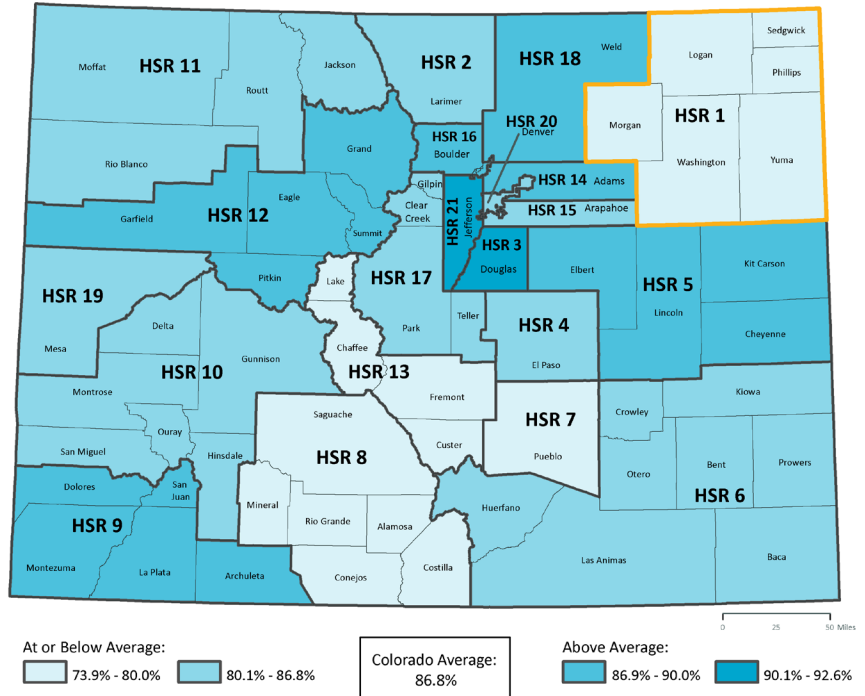 Sedgwick
Logan
Phillips
HSR 1
Morgan
Washington
Yuma
HSR 18
Weld
HSR 2
Larimer
HSR 11
Moffat
Routt
Jackson
Rio Blanco
HSR 20
Denver
HSR 16
Boulder
Grand
HSR 14 Adams
HSR 15 Arapahoe
Gilpin
Clear
Creek
HSR 21
Jefferson
HSR 12
Garfield
Eagle
Summit
Pitkin
HSR 3
Douglas
Elbert
HSR 5
Lincoln
Kit Carson
Cheyenne
HSR 17
Park
Teller
Lake
Chaffee
HSR 13
Fremont
Custer
HSR 4
El Paso
HSR 19
Mesa
Delta
HSR 10
Gunnison
Montrose
Ouray
San Miguel
Hinsdale
HSR 7
Pueblo
HSR 8
Saguache
Mineral
Rio Grande
Alamosa
Conejos
Costilla
HSR 9
Dolores
San
Juan
Montezuma
La Plata
Archuleta
HSR 6
Crowley
Kiowa
Otero
Bent
Prowers
Huerfano
Las Animas
Baca
0 25 50 Miles
At or Below Average:
73.9% - 80.0%
80.1% - 86.8%
Colorado Average:
86.8%
Above Average:
86.9% - 90.0%
90.1% - 92.6%